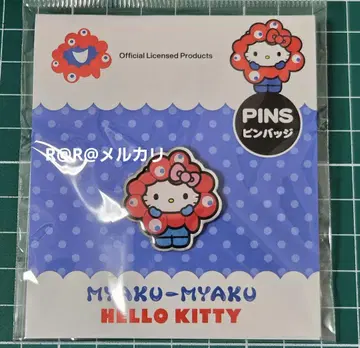 Official Licensed Products
PINS
ピンバッジ
R@R@メルカリ
MYAKU-MYAKU
HELLO KITTY